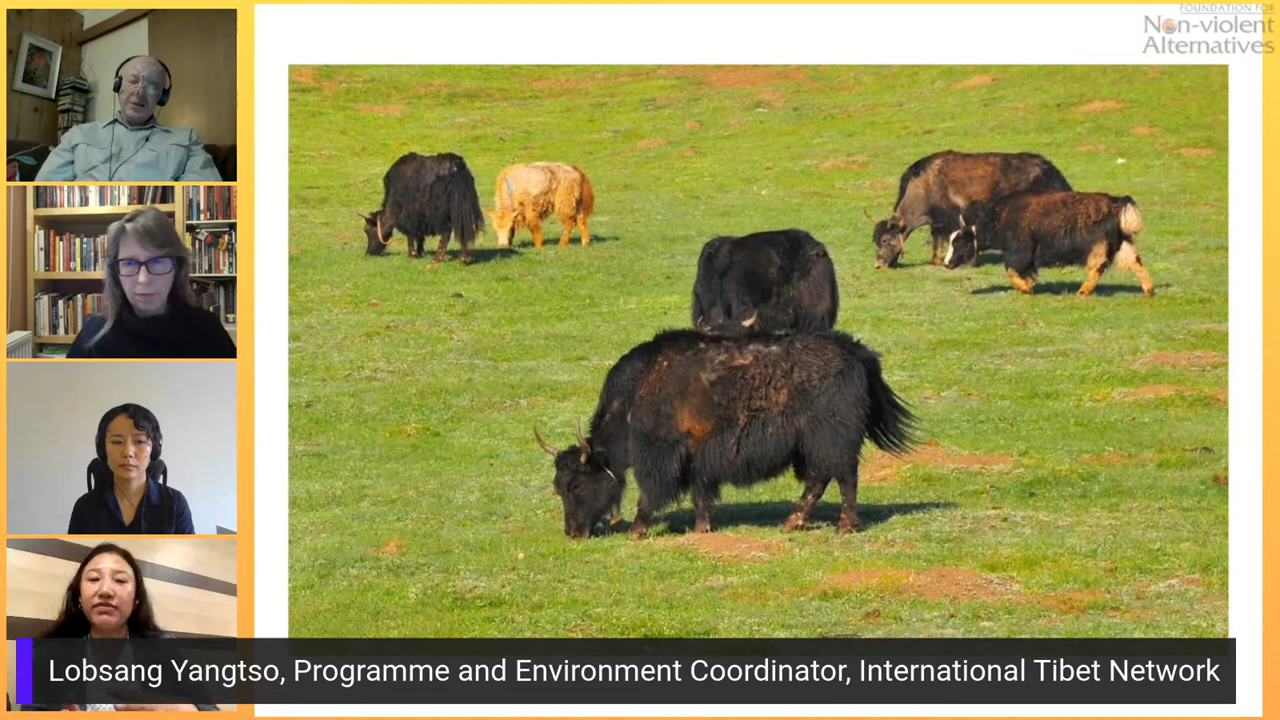 FOUNDATION FOR
Non-violent
Alternatives
Lobsang Yangtso, Programme and Environment Coordinator, International Tibet Network